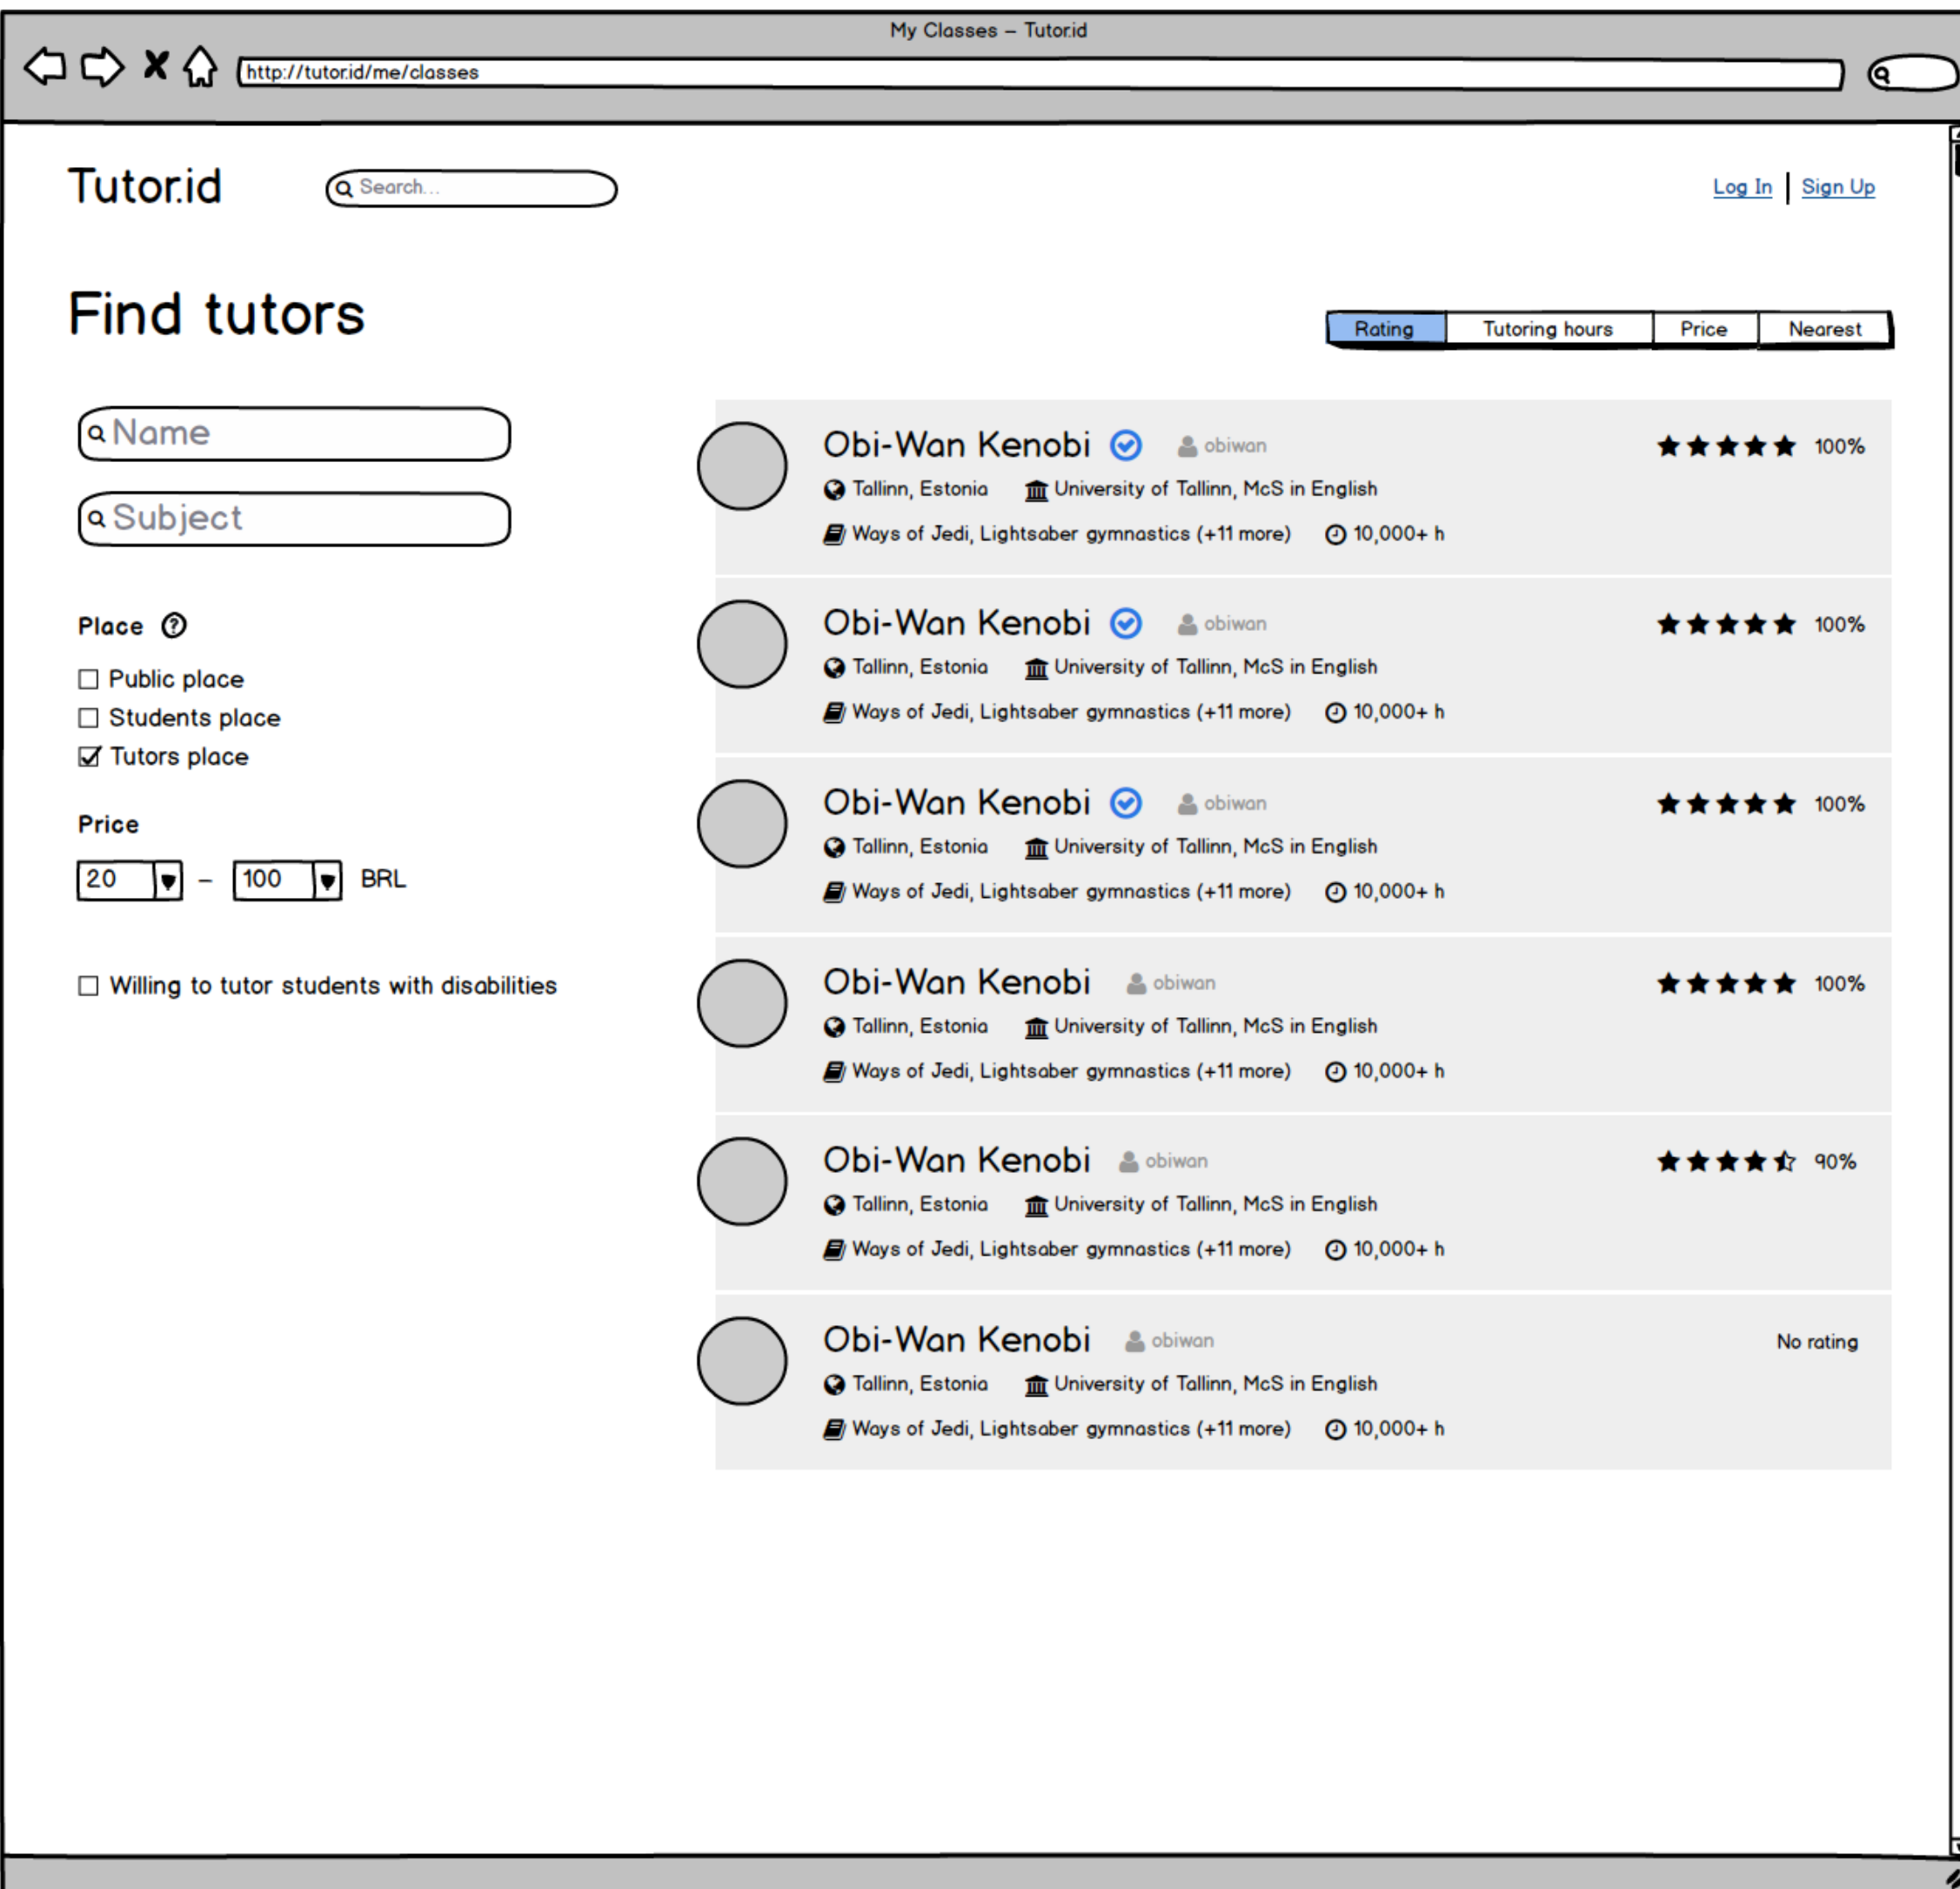 My Classes – Tutor.id
http://tutor.id/me/classes
Tutor.id
Search...
Log In
Sign Up
Find tutors
Rating
Tutoring hours
Price
Nearest
Name
Subject
Place
Public place
Students place
Tutors place
Price
20 – 100 BRL
Willing to tutor students with disabilities
Obi-Wan Kenobi obiwan 100%
Tallinn, Estonia University of Tallinn, McS in English
Ways of Jedi, Lightsaber gymnastics (+11 more) 10,000+ h
Obi-Wan Kenobi obiwan 100%
Tallinn, Estonia University of Tallinn, McS in English
Ways of Jedi, Lightsaber gymnastics (+11 more) 10,000+ h
Obi-Wan Kenobi obiwan 100%
Tallinn, Estonia University of Tallinn, McS in English
Ways of Jedi, Lightsaber gymnastics (+11 more) 10,000+ h
Obi-Wan Kenobi obiwan 100%
Tallinn, Estonia University of Tallinn, McS in English
Ways of Jedi, Lightsaber gymnastics (+11 more) 10,000+ h
Obi-Wan Kenobi obiwan 90%
Tallinn, Estonia University of Tallinn, McS in English
Ways of Jedi, Lightsaber gymnastics (+11 more) 10,000+ h
Obi-Wan Kenobi obiwan No rating
Tallinn, Estonia University of Tallinn, McS in English
Ways of Jedi, Lightsaber gymnastics (+11 more) 10,000+ h